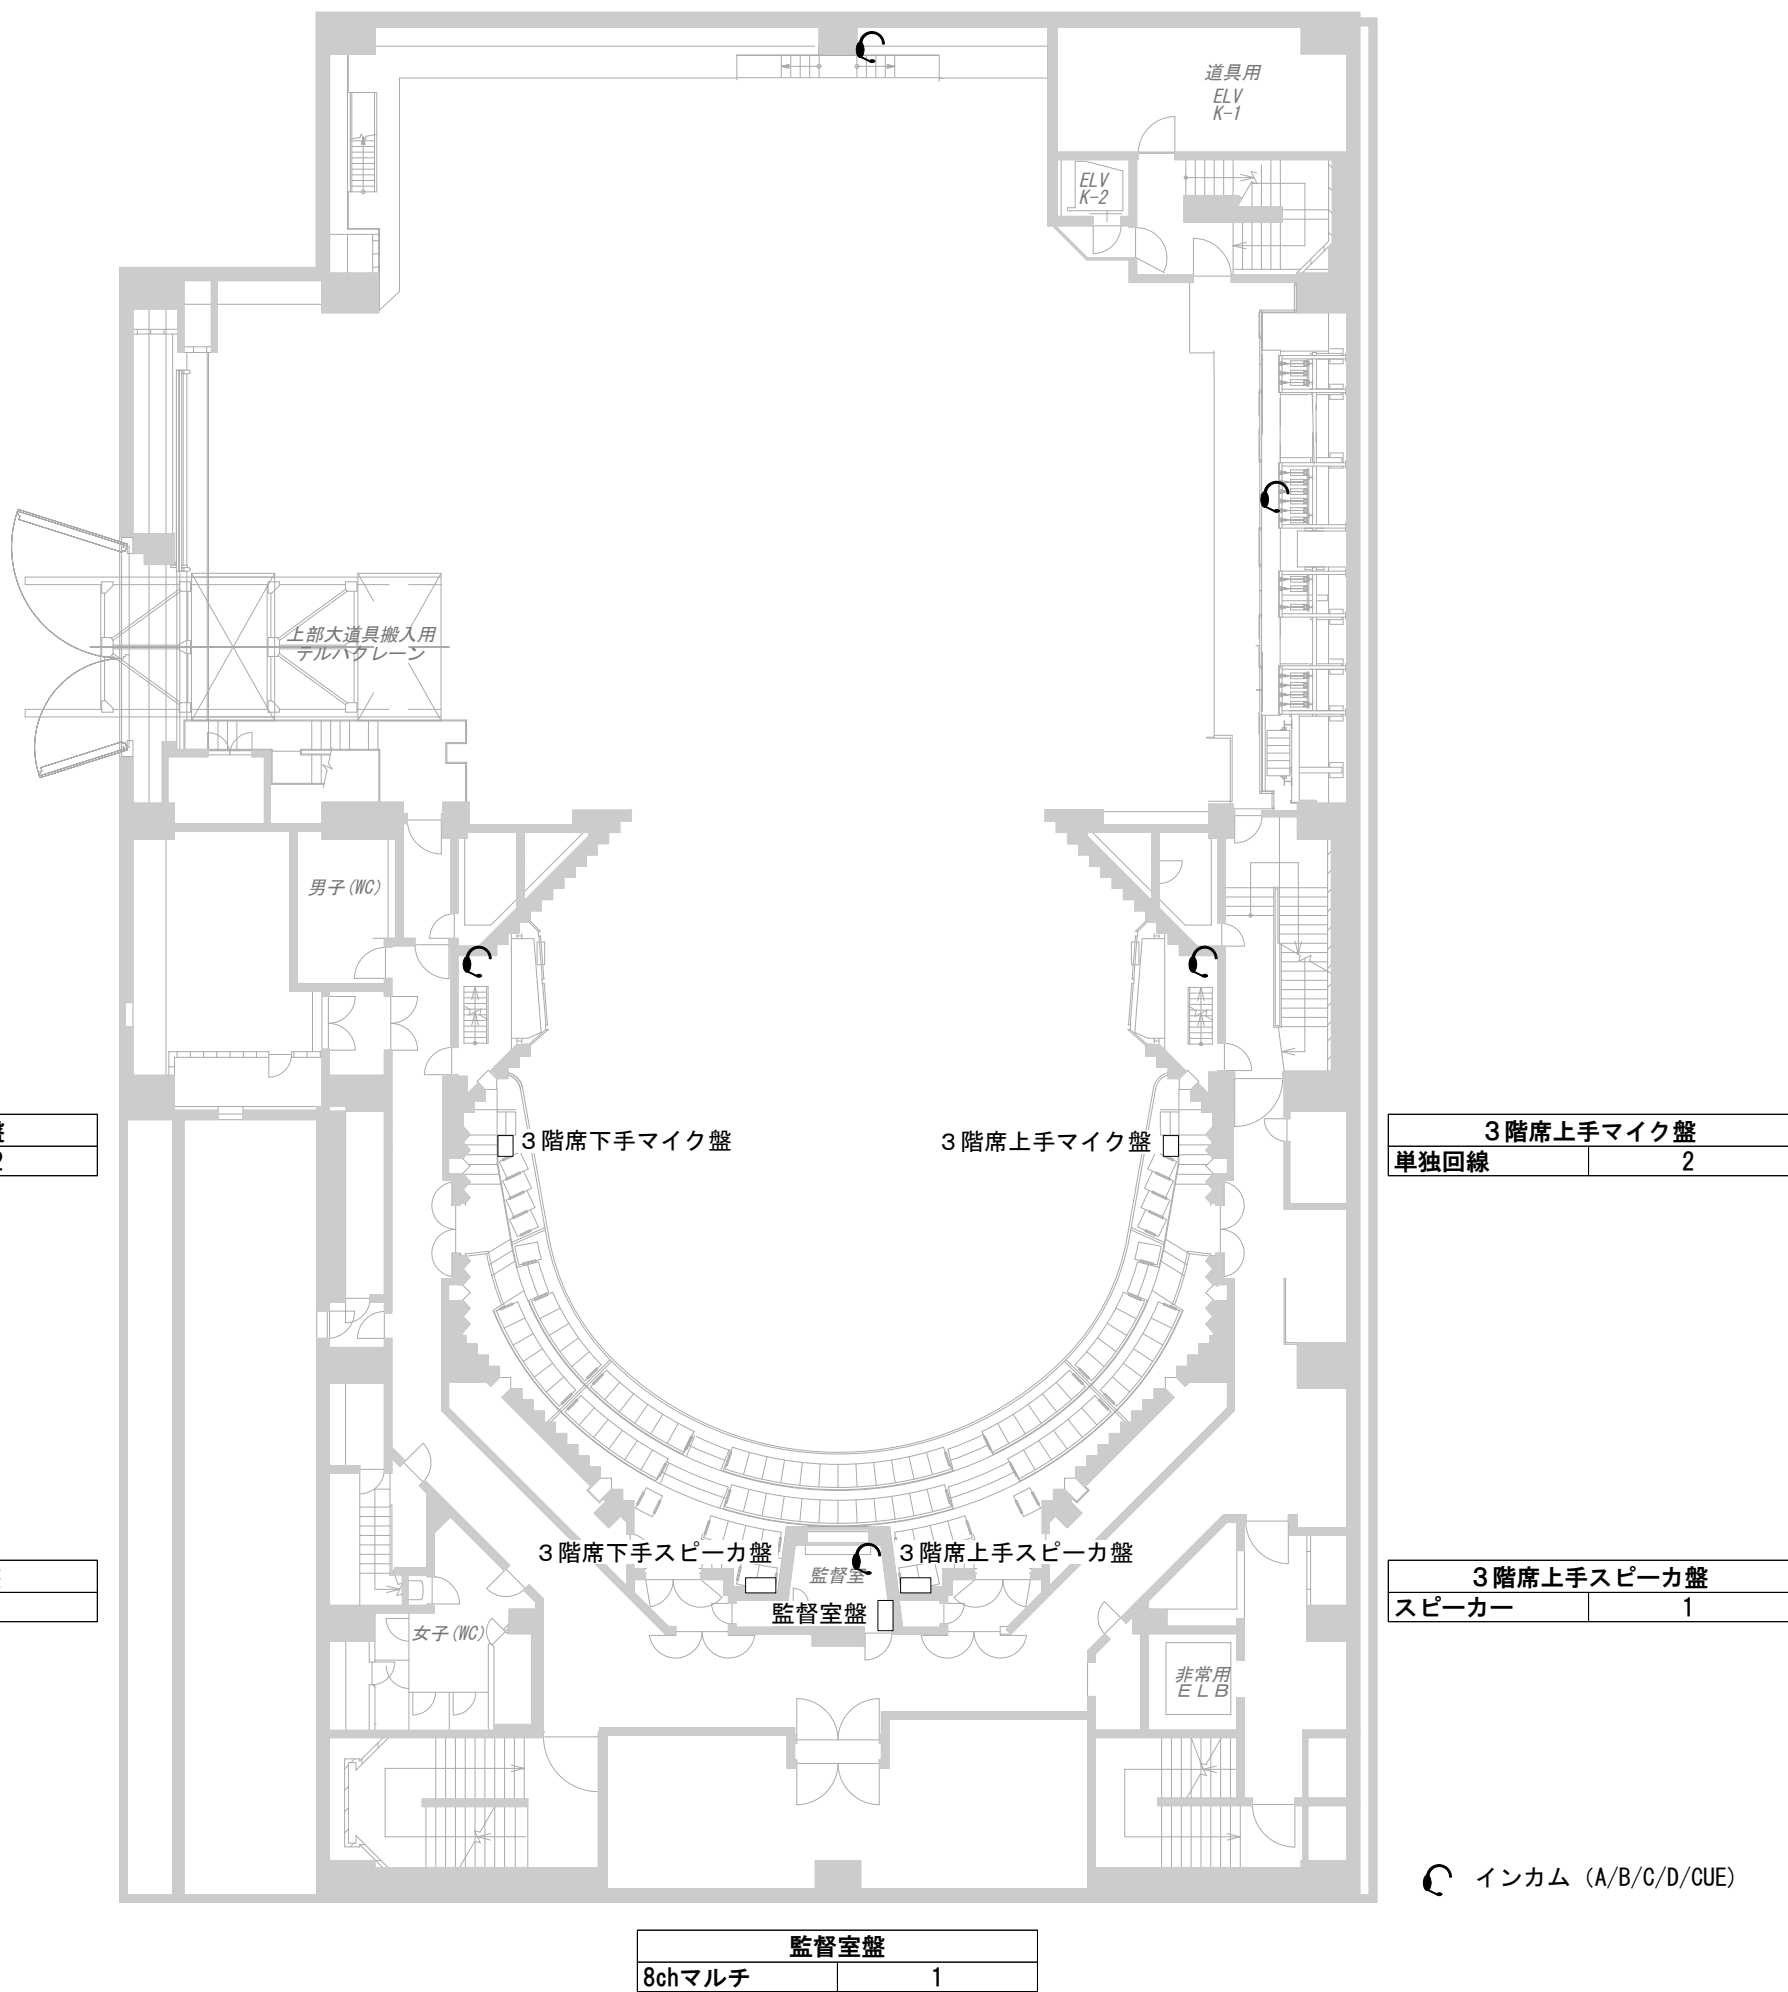 道具用
ELV
K-1
ELV
K-2
上部大道具搬入用
テルハクレーン
男子(WC)
3階席下手マイク盤
3階席上手マイク盤
盤
2
3階席上手マイク盤
単独回線 2
3階席下手スピーカ盤
3階席上手スピーカ盤
監督室
監督室盤
3階席上手スピーカ盤
スピーカー 1
女子(WC)
非常用
ELB
インカム (A/B/C/D/CUE)
監督室盤
8chマルチ 1